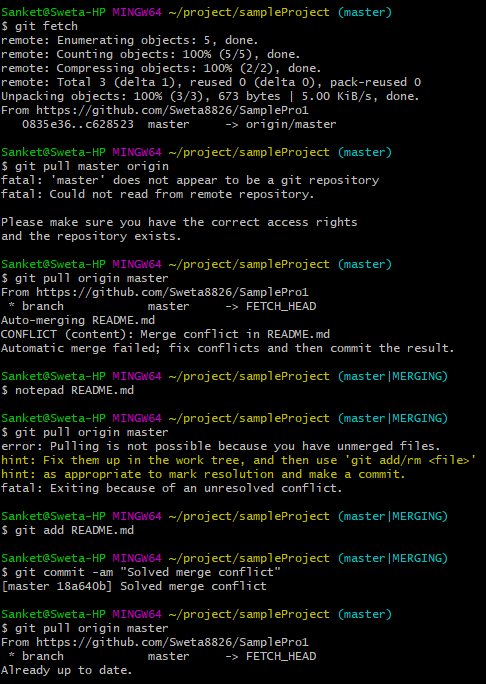 Sanket@Sweta-HP MINGW64 ~/project/sampleProject (master)
$ git fetch
remote: Enumerating objects: 5, done.
remote: Counting objects: 100% (5/5), done.
remote: Compressing objects: 100% (2/2), done.
remote: Total 3 (delta 1), reused 0 (delta 0), pack-reused 0
Unpacking objects: 100% (3/3), 673 bytes | 5.00 KiB/s, done.
From https://github.com/Sweta8826/SamplePro1
   0835e36..c628523  master     -> origin/master

Sanket@Sweta-HP MINGW64 ~/project/sampleProject (master)
$ git pull master origin
fatal: 'master' does not appear to be a git repository
fatal: Could not read from remote repository.

Please make sure you have the correct access rights
and the repository exists.

Sanket@Sweta-HP MINGW64 ~/project/sampleProject (master)
$ git pull origin master
From https://github.com/Sweta8826/SamplePro1
 * branch            master     -> FETCH_HEAD
Auto-merging README.md
CONFLICT (content): Merge conflict in README.md
Automatic merge failed; fix conflicts and then commit the result.

Sanket@Sweta-HP MINGW64 ~/project/sampleProject (master|MERGING)
$ notepad README.md

Sanket@Sweta-HP MINGW64 ~/project/sampleProject (master|MERGING)
$ git pull origin master
error: Pulling is not possible because you have unmerged files.
hint: Fix them up in the work tree, and then use 'git add/rm <file>'
hint: as appropriate to mark resolution and make a commit.
fatal: Exiting because of an unresolved conflict.

Sanket@Sweta-HP MINGW64 ~/project/sampleProject (master|MERGING)
$ git add README.md

Sanket@Sweta-HP MINGW64 ~/project/sampleProject (master|MERGING)
$ git commit -am "Solved merge conflict"
[master 18a640b] Solved merge conflict

Sanket@Sweta-HP MINGW64 ~/project/sampleProject (master)
$ git pull origin master
From https://github.com/Sweta8826/SamplePro1
 * branch            master     -> FETCH_HEAD
Already up to date.